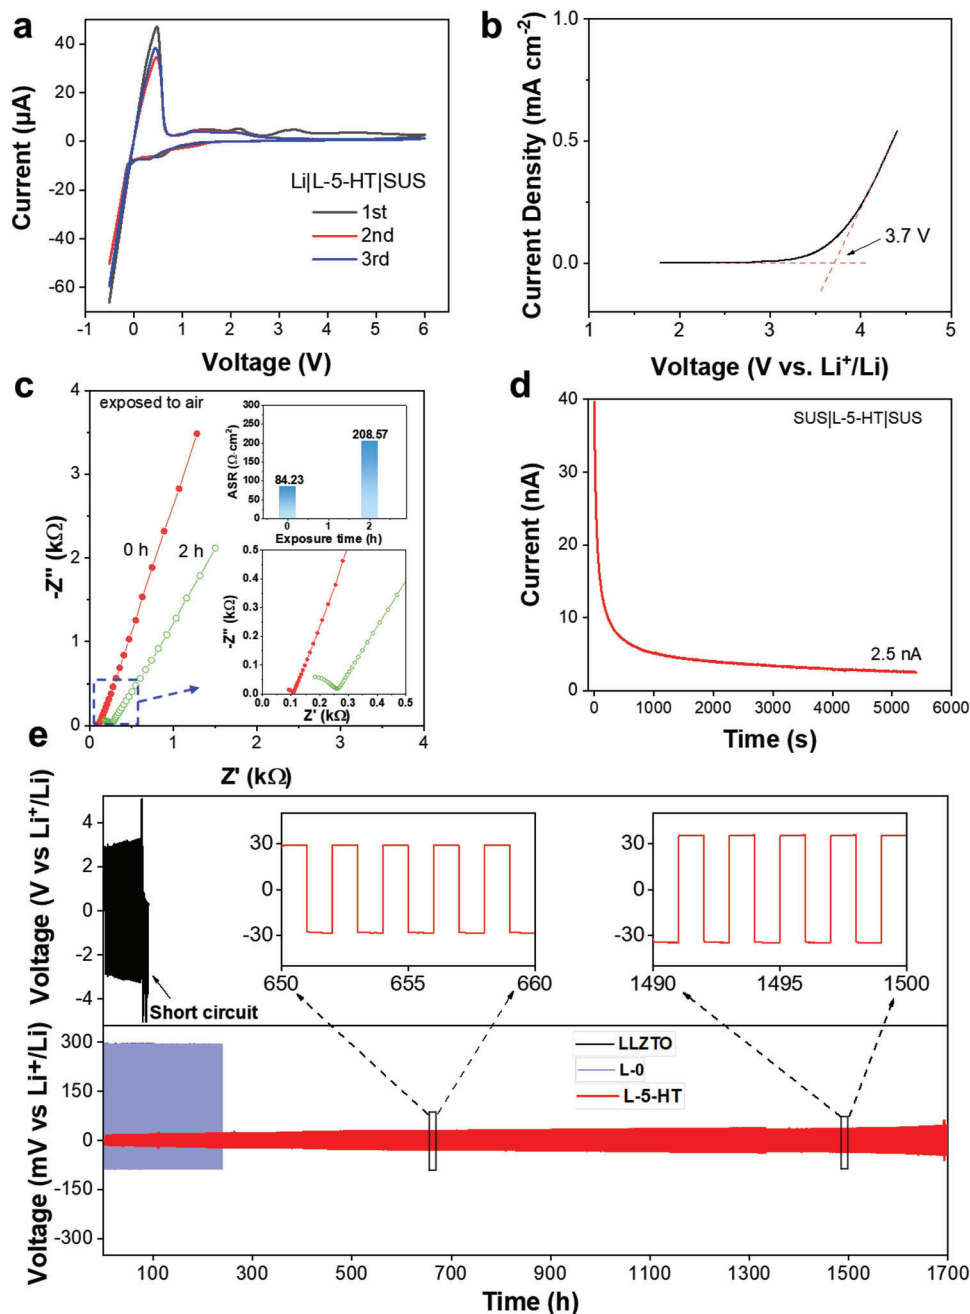 a
Current (µA)
40
20
0
-20
-40
-60
Li|L-5-HT|SUS
1st
2nd
3rd
-1 0 1 2 3 4 5 6
Voltage (V)
b
Current Density (mA cm-2)
1.0
0.5
0.0
3.7 V
1 2 3 4 5
Voltage (V vs. Li+/Li)
c
-Z'' (kΩ)
4
3
2
1
0
exposed to air
0 h
2 h
0 1 2 3 4
Z' (kΩ)
ASR (Ω·cm²)
300
250
200
150
100
50
0
84.23
208.57
0 1 2
Exposure time (h)
-Z'' (kΩ)
0.5
0.4
0.3
0.2
0.1
0.0
0.0 0.1 0.2 0.3 0.4 0.5
Z' (kΩ)
d
Current (nA)
40
30
20
10
0
SUS|L-5-HT|SUS
2.5 nA
0 1000 2000 3000 4000 5000 6000
Time (s)
e
Voltage (V vs Li+/Li)
4
2
0
-2
-4
Short circuit
30
0
-30
650 655 660
30
0
-30
1490 1495 1500
Voltage (mV vs Li+/Li)
300
150
0
-150
-300
LLZTO
L-0
L-5-HT
100 300 500 700 900 1100 1300 1500 1700
Time (h)